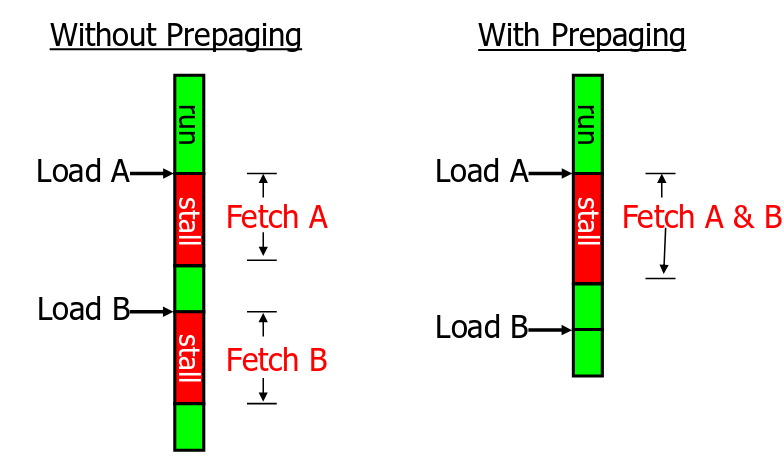 Without Prepaging
run
Load A
stall
Fetch A
Load B
stall
Fetch B
With Prepaging
run
Load A
stall
Fetch A & B
Load B